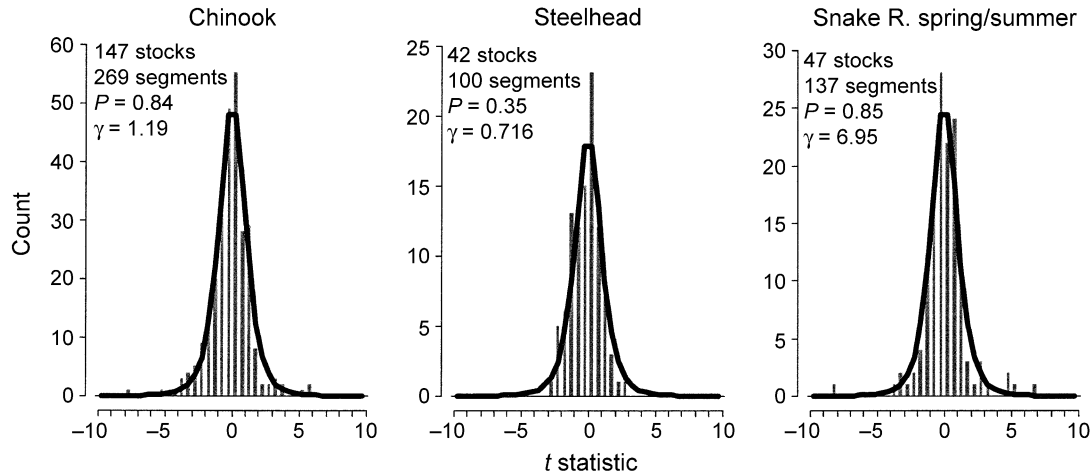 Chinook
Steelhead
Snake R. spring/summer
Count
60
50
40
30
20
10
0
147 stocks
269 segments
P = 0.84
γ = 1.19
–10
–5
0
5
10
25
20
15
10
5
0
42 stocks
100 segments
P = 0.35
γ = 0.716
–10
–5
0
5
10
30
25
20
15
10
5
0
47 stocks
137 segments
P = 0.85
γ = 6.95
–10
–5
0
5
10
t statistic